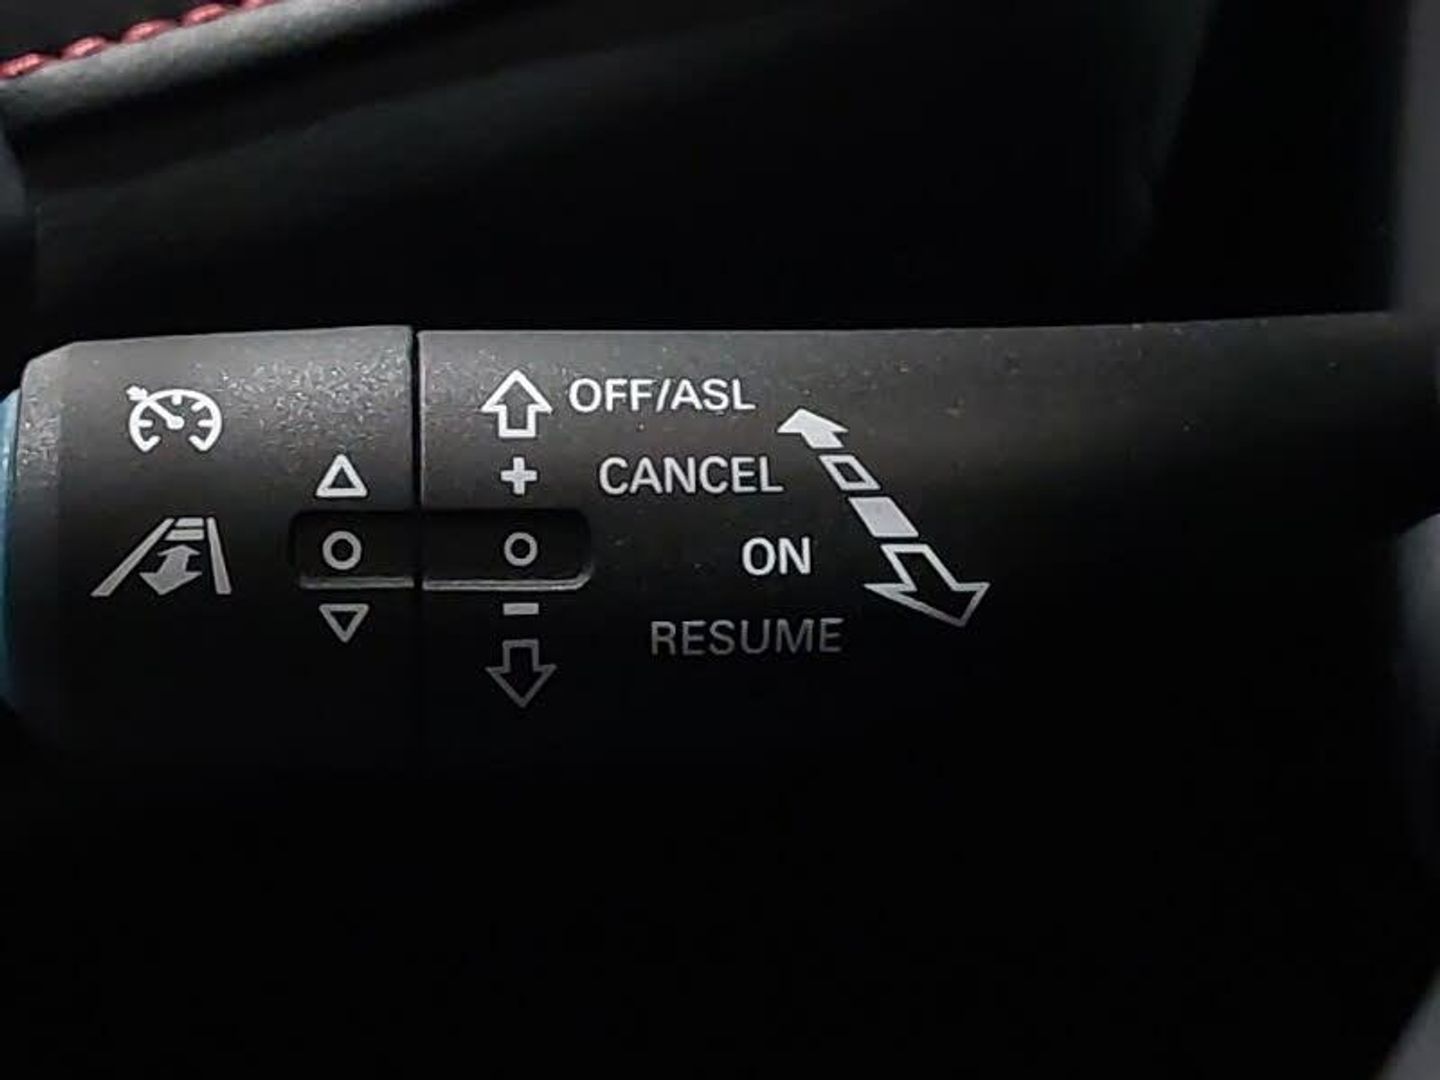 OFF/ASL
+ CANCEL
ON
-
RESUME